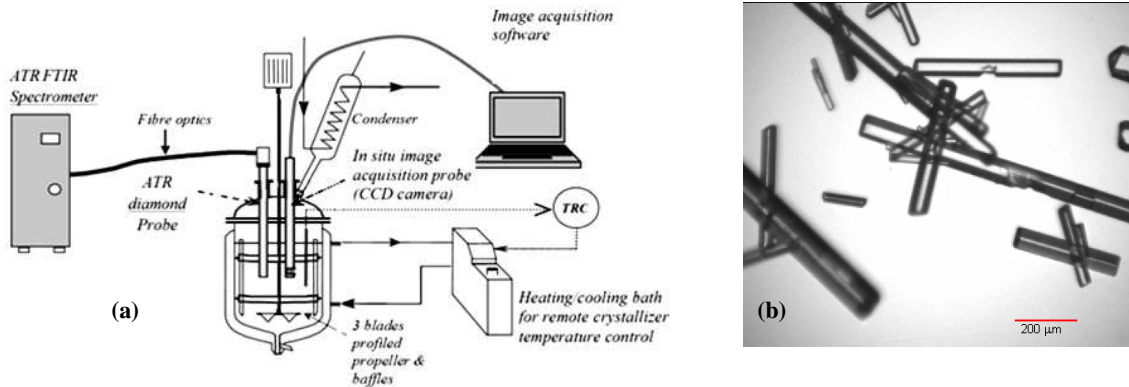 Image acquisition
software
ATR FTIR
Spectrometer
Fibre optics
Condenser
In situ image
acquisition probe
(CCD camera)
ATR
diamond
Probe
TRC
(a)
Heating/cooling bath
for remote crystallizer
temperature control
3 blades
profiled
propeller &
baffles
(b)
200 µm